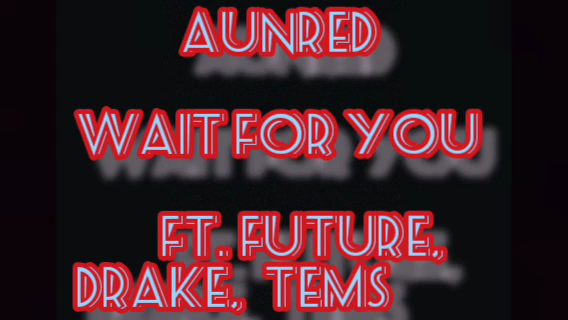 AUNRED
WAIT FOR YOU
FT. FUTURE,
DRAKE, TEMS